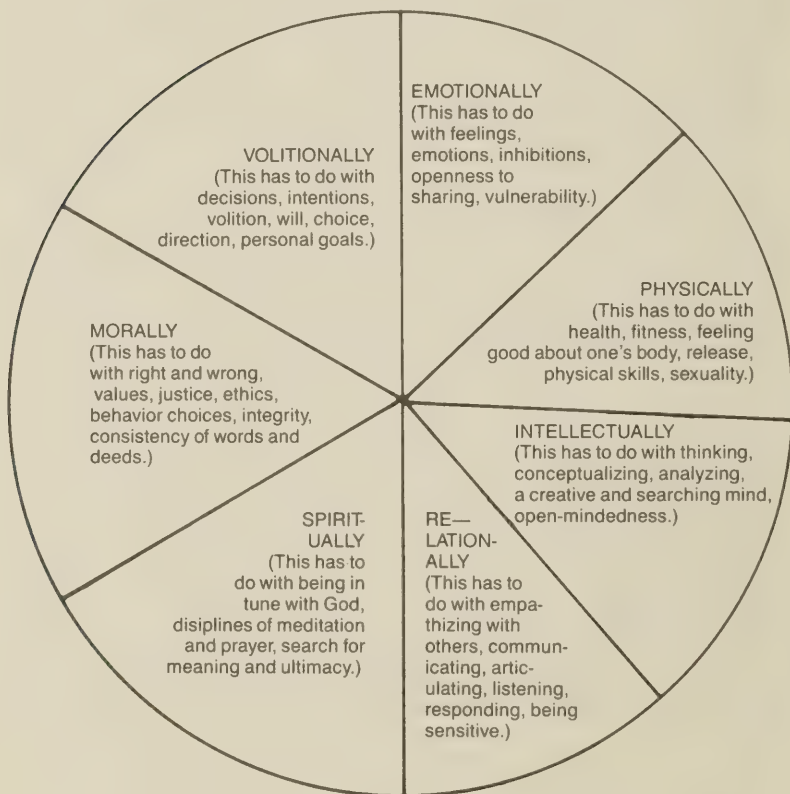 EMOTIONALLY
(This has to do
with feelings,
emotions, inhibitions,
openness to
sharing, vulnerability.)
PHYSICALLY
(This has to do with
health, fitness, feeling
good about one's body, release,
physical skills, sexuality.)
INTELLECTUALLY
(This has to do with thinking,
conceptualizing, analyzing,
a creative and searching mind,
open-mindedness.)
RE—
LATION-
ALLY
(This has to
do with empa-
thizing with
others, commun-
icating, artic-
ulating, listening,
responding, being
sensitive.)
SPIRIT-
UALLY
(This has to
do with being in
tune with God,
disiplines of meditation
and prayer, search for
meaning and ultimacy.)
MORALLY
(This has to do
with right and wrong,
values, justice, ethics,
behavior choices, integrity,
consistency of words and
deeds.)
VOLITIONALLY
(This has to do with
decisions, intentions,
volition, will, choice,
direction, personal goals.)